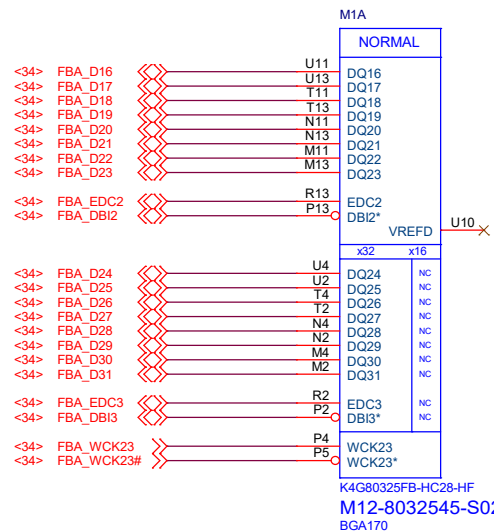 M1A
NORMAL
<34> FBA_D16 U11 DQ16
<34> FBA_D17 U13 DQ17
<34> FBA_D18 T11 DQ18
<34> FBA_D19 T13 DQ19
<34> FBA_D20 N11 DQ20
<34> FBA_D21 N13 DQ21
<34> FBA_D22 M11 DQ22
<34> FBA_D23 M13 DQ23
<34> FBA_EDC2 R13 EDC2
<34> FBA_DBI2 P13 DBI2*
VREFD U10
x32 x16
<34> FBA_D24 U4 DQ24 NC
<34> FBA_D25 U2 DQ25 NC
<34> FBA_D26 T4 DQ26 NC
<34> FBA_D27 T2 DQ27 NC
<34> FBA_D28 N4 DQ28 NC
<34> FBA_D29 N2 DQ29 NC
<34> FBA_D30 M4 DQ30 NC
<34> FBA_D31 M2 DQ31 NC
<34> FBA_EDC3 R2 EDC3 NC
<34> FBA_DBI3 P2 DBI3* NC
<34> FBA_WCK23 P4 WCK23
<34> FBA_WCK23# P5 WCK23*
K4G80325FB-HC28-HF
M12-8032545-S02
BGA170